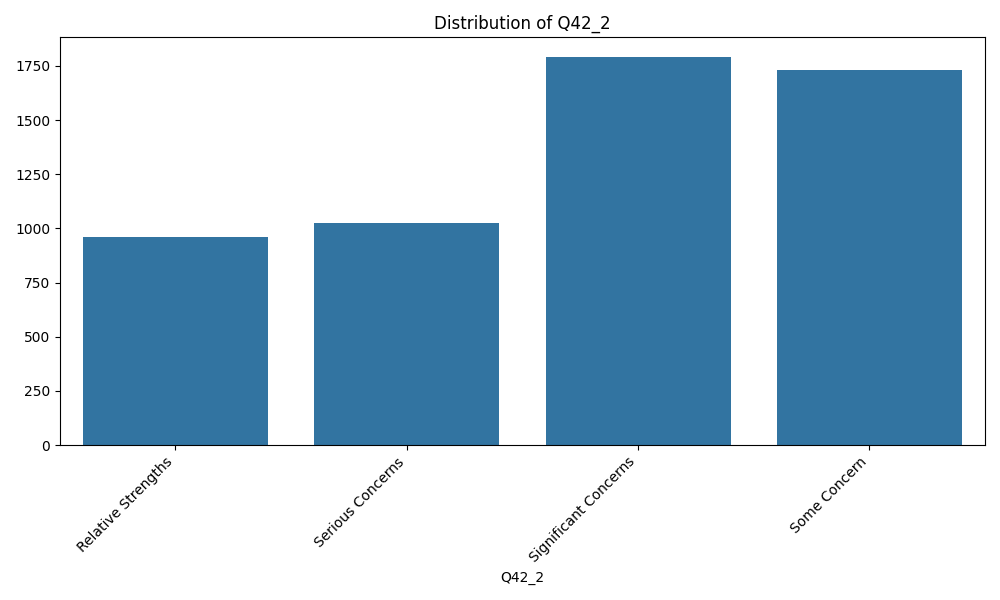 Distribution of Q42_2
1750
1500
1250
1000
750
500
250
0
Relative Strengths
Serious Concerns
Significant Concerns
Some Concern
Q42_2